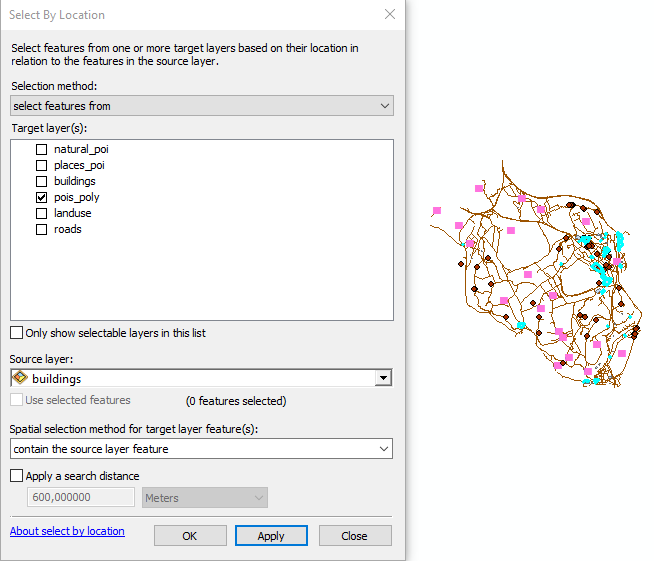 Select By Location
Select features from one or more target layers based on their location in
relation to the features in the source layer.
Selection method:
select features from
Target layer(s):
natural_poi
places_poi
buildings
pois_poly
landuse
roads
Only show selectable layers in this list
Source layer:
buildings
Use selected features (0 features selected)
Spatial selection method for target layer feature(s):
contain the source layer feature
Apply a search distance
600,000000 Meters
About select by location OK Apply Close